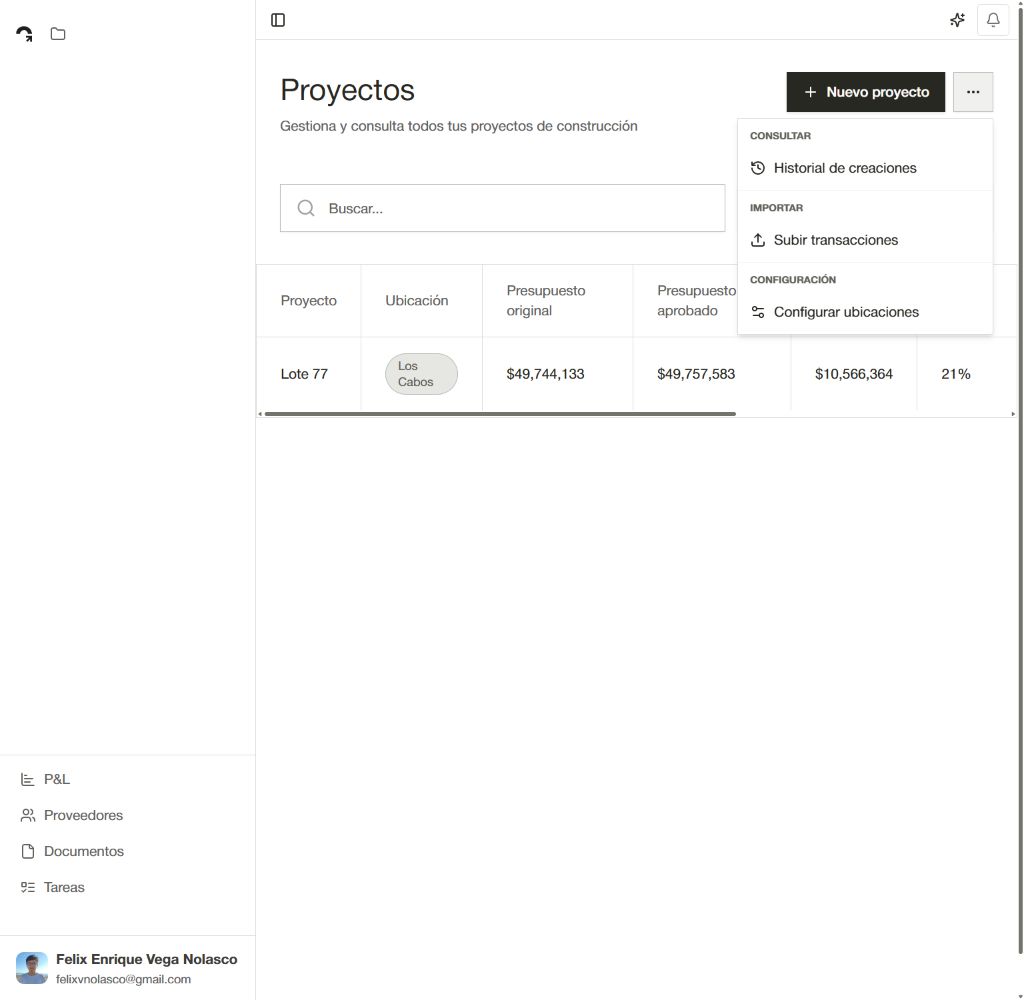 Proyectos
Gestiona y consulta todos tus proyectos de construcción
Nuevo proyecto
CONSULTAR
Historial de creaciones
IMPORTAR
Subir transacciones
CONFIGURACIÓN
Configurar ubicaciones
Buscar...
Proyecto
Ubicación
Presupuesto
original
Presupuesto
aprobado
Lote 77
Los
Cabos
$49,744,133
$49,757,583
$10,566,364
21%
P&L
Proveedores
Documentos
Tareas
Felix Enrique Vega Nolasco
felixvnolasco@gmail.com